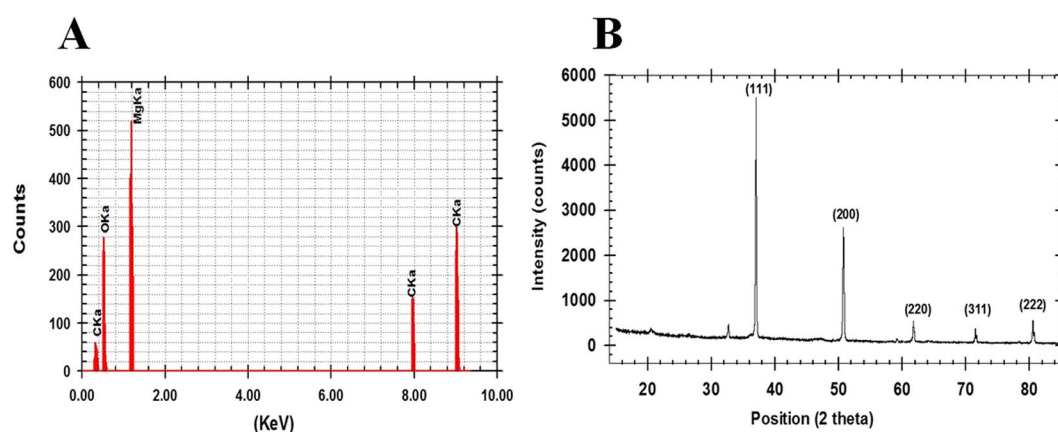 A
B
600
500
400
300
200
100
0
Counts
CKa
OKa
MgKa
CKa
CKa
0.00 2.00 4.00 6.00 8.00 10.00
(KeV)
6000
5000
4000
3000
2000
1000
0
Intensity (counts)
(111)
(200)
(220)
(311)
(222)
20 30 40 50 60 70 80
Position (2 theta)